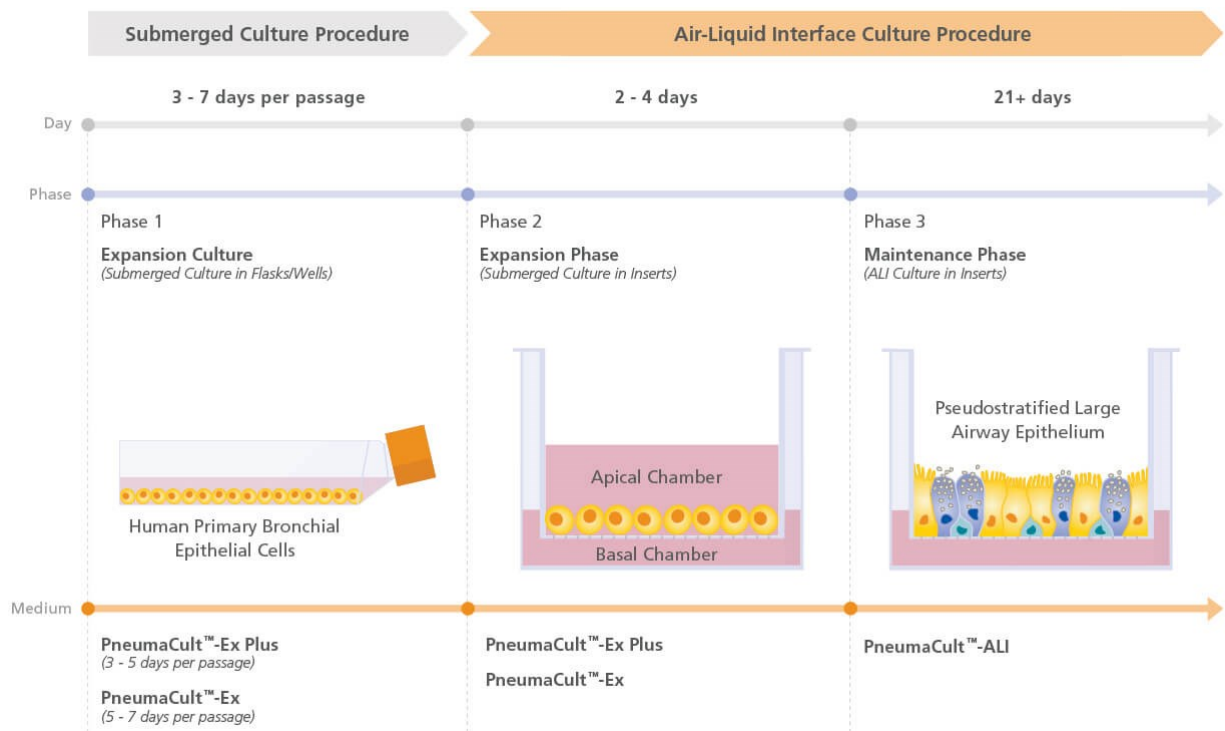 Submerged Culture Procedure
Air-Liquid Interface Culture Procedure
3 - 7 days per passage
2 - 4 days
21+ days
Day
Phase
Phase 1
Expansion Culture
(Submerged Culture in Flasks/Wells)
Phase 2
Expansion Phase
(Submerged Culture in Inserts)
Phase 3
Maintenance Phase
(ALI Culture in Inserts)
Human Primary Bronchial
Epithelial Cells
Apical Chamber
Basal Chamber
Pseudostratified Large
Airway Epithelium
Medium
PneumaCult™-Ex Plus
(3 - 5 days per passage)
PneumaCult™-Ex
(5 - 7 days per passage)
PneumaCult™-Ex Plus
PneumaCult™-Ex
PneumaCult™-ALI